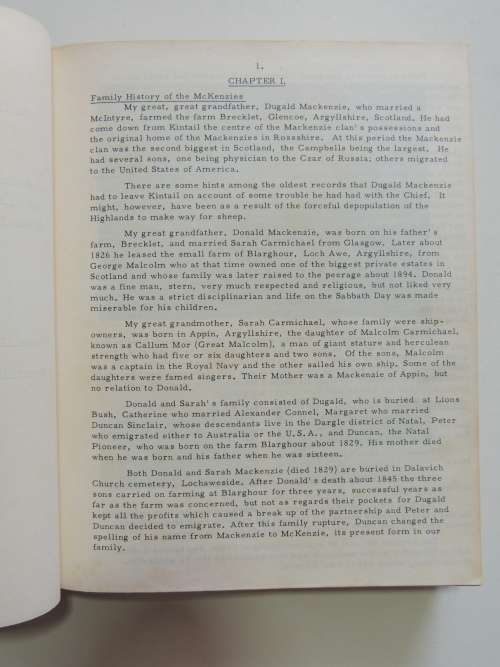 1.
CHAPTER I.
Family History of the McKenzies
My great, great grandfather, Dugald Mackenzie, who married a
McIntyre, farmed the farm Brecklet, Glencoe, Argyllshire, Scotland. He had
come down from Kintail the centre of the Mackenzie clan's possessions and
the original home of the Mackenzies in Rossshire. At this period the Mackenzie
clan was the second biggest in Scotland, the Campbells being the largest. He
had several sons, one being physician to the Czar of Russia; others migrated
to the United States of America.
There are some hints among the oldest records that Dugald Mackenzie
had to leave Kintail on account of some trouble he had had with the Chief. It
might, however, have been as a result of the forceful depopulation of the
Highlands to make way for sheep.
My great grandfather, Donald Mackenzie, was born on his father's
farm, Brecklet, and married Sarah Carmichael from Glasgow. Later about
1826 he leased the small farm of Blarghour, Loch Awe, Argyllshire, from
George Malcolm who at that time owned one of the biggest private estates in
Scotland and whose family was later raised to the peerage about 1894. Donald
was a fine man, stern, very much respected and religious, but not liked very
much. He was a strict disciplinarian and life on the Sabbath Day was made
miserable for his children.
My great grandmother, Sarah Carmichael, whose family were ship-
owners, was born in Appin, Argyllshire, the daughter of Malcolm Carmichael,
known as Callum Mor (Great Malcolm), a man of giant stature and herculean
strength who had five or six daughters and two sons. Of the sons, Malcolm
was a captain in the Royal Navy and the other sailed his own ship. Some of the
daughters were famed singers. Their Mother was a Mackenzie of Appin, but
no relation to Donald.
Donald and Sarah's family consisted of Dugald, who is buried at Lions
Bush, Catherine who married Alexander Connel, Margaret who married
Duncan Sinclair, whose descendants live in the Dargle district of Natal, Peter
who emigrated either to Australia or the U.S.A., and Duncan, the Natal
Pioneer, who was born on the farm Blarghour about 1829. His mother died
when he was born and his father when he was sixteen.
Both Donald and Sarah Mackenzie (died 1829) are buried in Dalavich
Church cemetery, Lochaweside. After Donald's death about 1845 the three
sons carried on farming at Blarghour for three years, successful years as
far as the farm was concerned, but not as regards their pockets for Dugald
kept all the profits which caused a break up of the partnership and Peter and
Duncan decided to emigrate. After this family rupture, Duncan changed the
spelling of his name from Mackenzie to McKenzie, its present form in our
family.